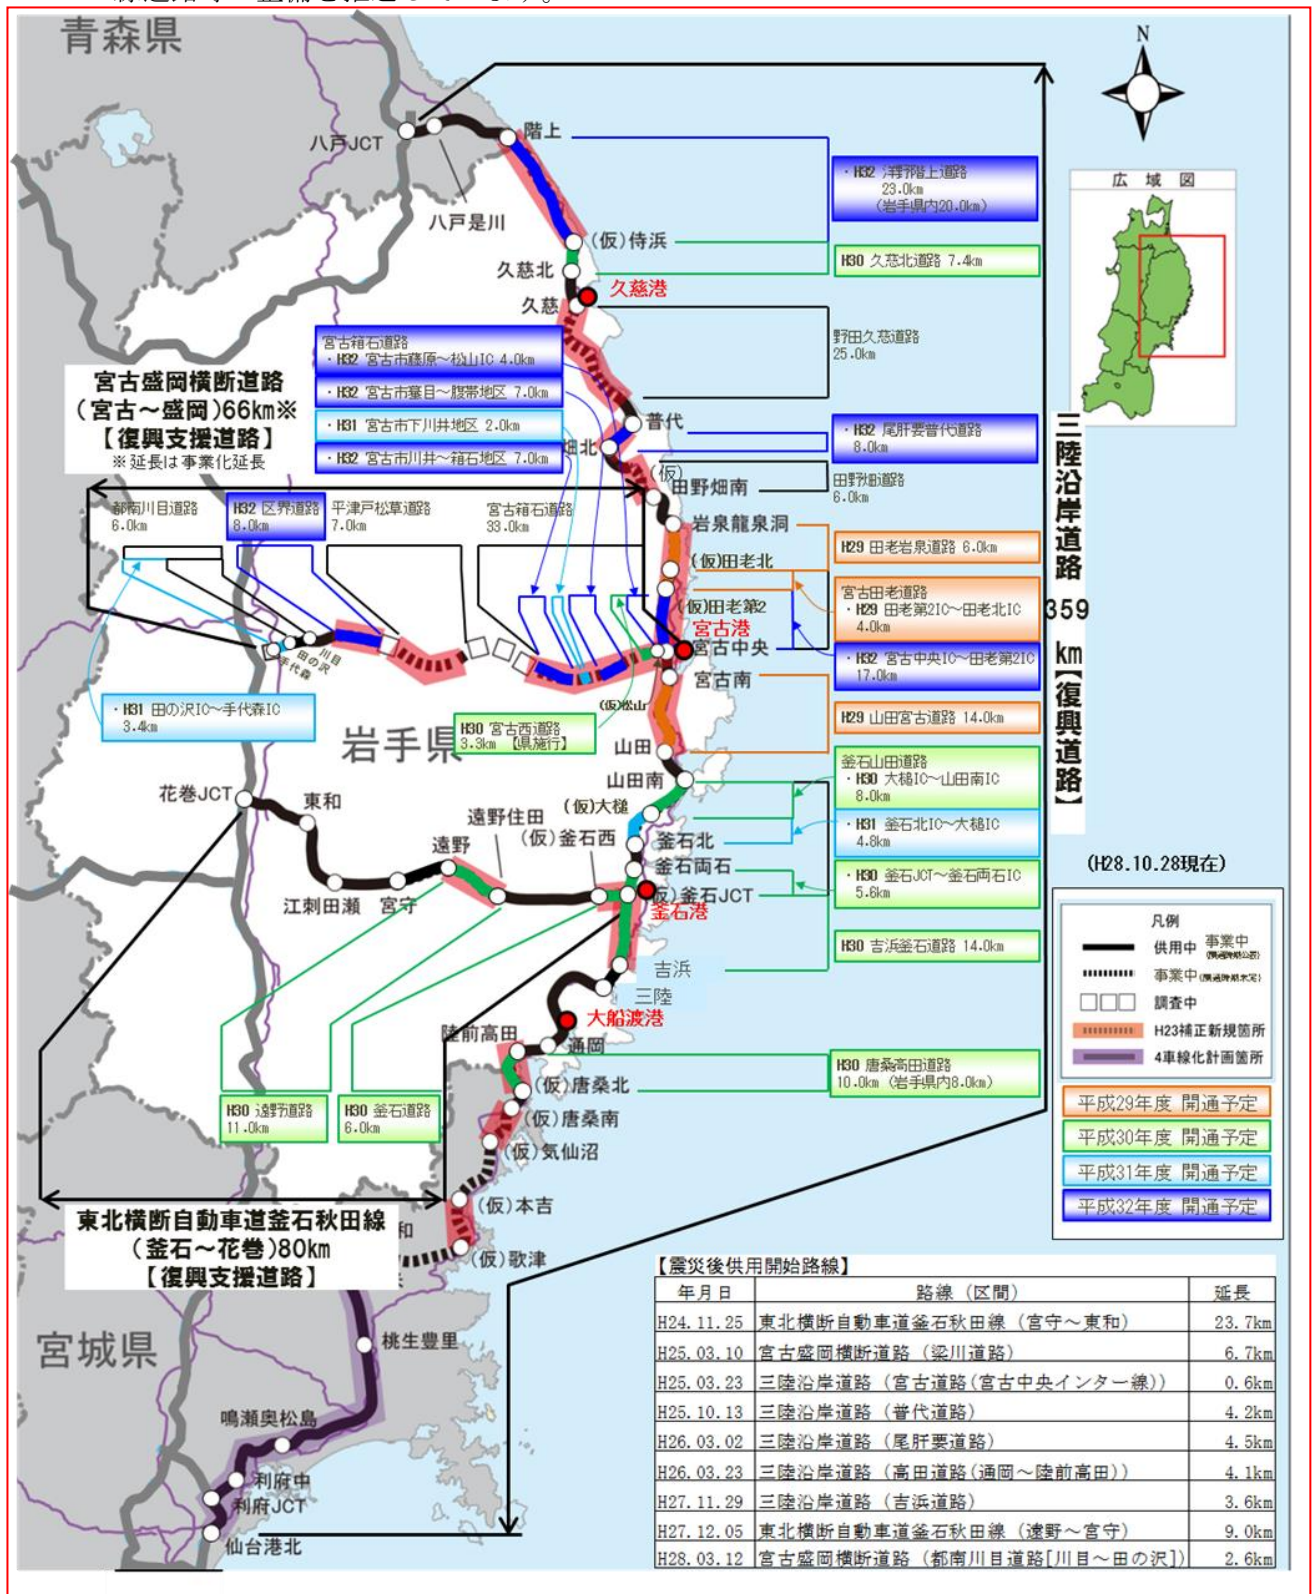 青森県
N
八戸JCT
階上
八戸是川
・H32 洋野階上道路
23.0km
(岩手県内20.0km)
広域図
(仮)侍浜
久慈北
H30 久慈北道路 7.4km
久慈港
久慈
野田久慈道路
25.0km
宮古箱石道路
・H32 宮古市藤原～松山IC 4.0km
・H32 宮古市蟇目～腹帯地区 7.0km
・H31 宮古市下川井地区 2.0km
・H32 宮古市川井～箱石地区 7.0km
宮古盛岡横断道路
(宮古～盛岡)66km※
【復興支援道路】
※延長は事業化延長
普代
畑北
・H32 尾肝要普代道路
8.0km
(仮)
田野畑南
田野畑道路
6.0km
三陸沿岸道路 359 km【復興道路】
都南川目道路
6.0km
H32 区界道路
8.0km
平津戸松草道路
7.0km
宮古箱石道路
33.0km
岩泉龍泉洞
H29 田老岩泉道路 6.0km
(仮)田老北
(仮)田老第2
宮古田老道路
・H29 田老第2IC～田老北IC
4.0km
宮古港
宮古中央
・H32 宮古中央IC～田老第2IC
17.0km
川目
田の沢
手代森
宮古南
・H31 田の沢IC～手代森IC
3.4km
(仮)松山
H30 宮古西道路
3.3km 【県施行】
H29 山田宮古道路 14.0km
岩手県
山田
山田南
釜石山田道路
・H30 大槌IC～山田南IC
8.0km
花巻JCT
東和
遠野住田
(仮)大槌
・H31 釜石北IC～大槌IC
4.8km
遠野
(仮)釜石西
釜石北
釜石両石
(H28.10.28現在)
・H30 釜石JCT～釜石両石IC
5.6km
江刺田瀬
宮守
仮)釜石JCT
釜石港
凡例
供用中 事業中
事業中
調査中
H23補正新規箇所
4車線化計画箇所
H30 吉浜釜石道路 14.0km
吉浜
三陸
大船渡港
陸前高田
通岡
H30 唐桑高田道路
10.0km (岩手県内8.0km)
(仮)唐桑北
H30 遠野道路
11.0km
H30 釜石道路
6.0km
(仮)唐桑南
(仮)気仙沼
平成29年度 開通予定
平成30年度 開通予定
平成31年度 開通予定
平成32年度 開通予定
(仮)本吉
東北横断自動車道釜石秋田線
(釜石～花巻)80km
【復興支援道路】
和
(仮)歌津
宮城県
桃生豊里
鳴瀬奥松島
利府中
利府JCT
仙台港北
【震災後供用開始路線】
年月日 路線（区間） 延長
H24.11.25 東北横断自動車道釜石秋田線（宮守～東和） 23.7km
H25.03.10 宮古盛岡横断道路（梁川道路） 6.7km
H25.03.23 三陸沿岸道路（宮古道路(宮古中央インター線)） 0.6km
H25.10.13 三陸沿岸道路（普代道路） 4.2km
H26.03.02 三陸沿岸道路（尾肝要道路） 4.5km
H26.03.23 三陸沿岸道路（高田道路(通岡～陸前高田)） 4.1km
H27.11.29 三陸沿岸道路（吉浜道路） 3.6km
H27.12.05 東北横断自動車道釜石秋田線（遠野～宮守） 9.0km
H28.03.12 宮古盛岡横断道路（都南川目道路[川目～田の沢]） 2.6km